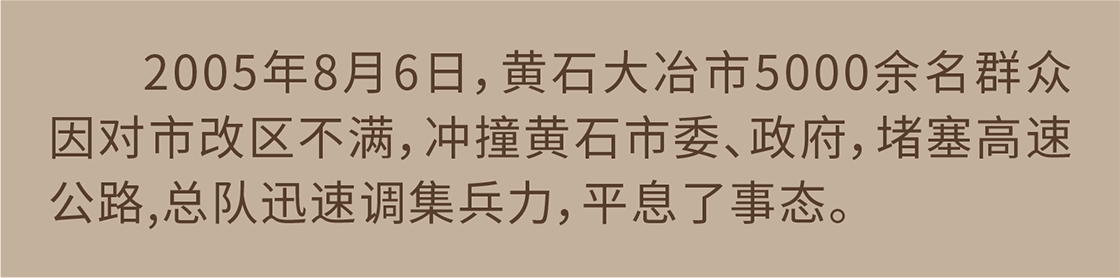 2005年8月6日，黄石大冶市5000余名群众
因对市改区不满，冲撞黄石市委、政府，堵塞高速
公路,总队迅速调集兵力，平息了事态。